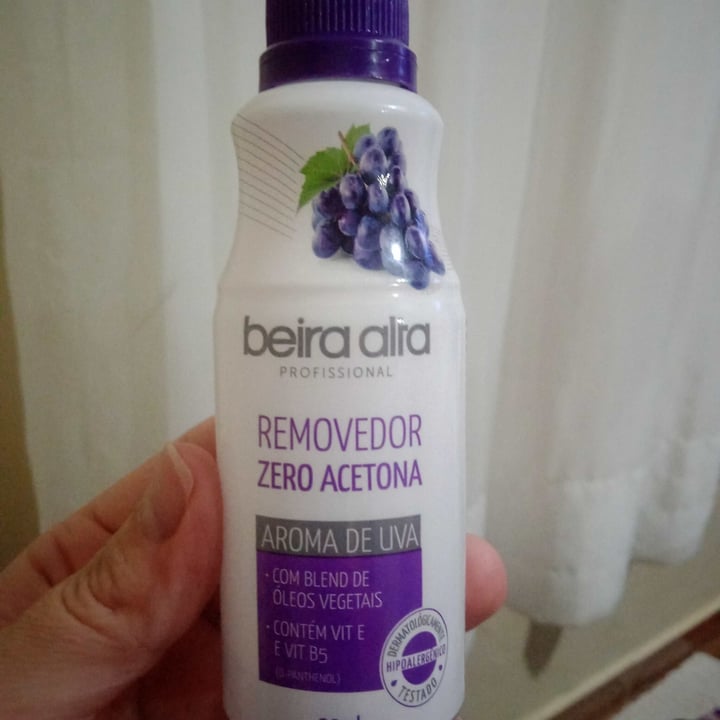 beira alta
PROFISSIONAL
REMOVEDOR
ZERO ACETONA
AROMA DE UVA
• COM BLEND DE
ÓLEOS VEGETAIS
• CONTÉM VIT E
E VIT B5
(D-PANTHENOL)
DERMATOLOGICAMENTE
HIPOALERGÊNICO
TESTADO